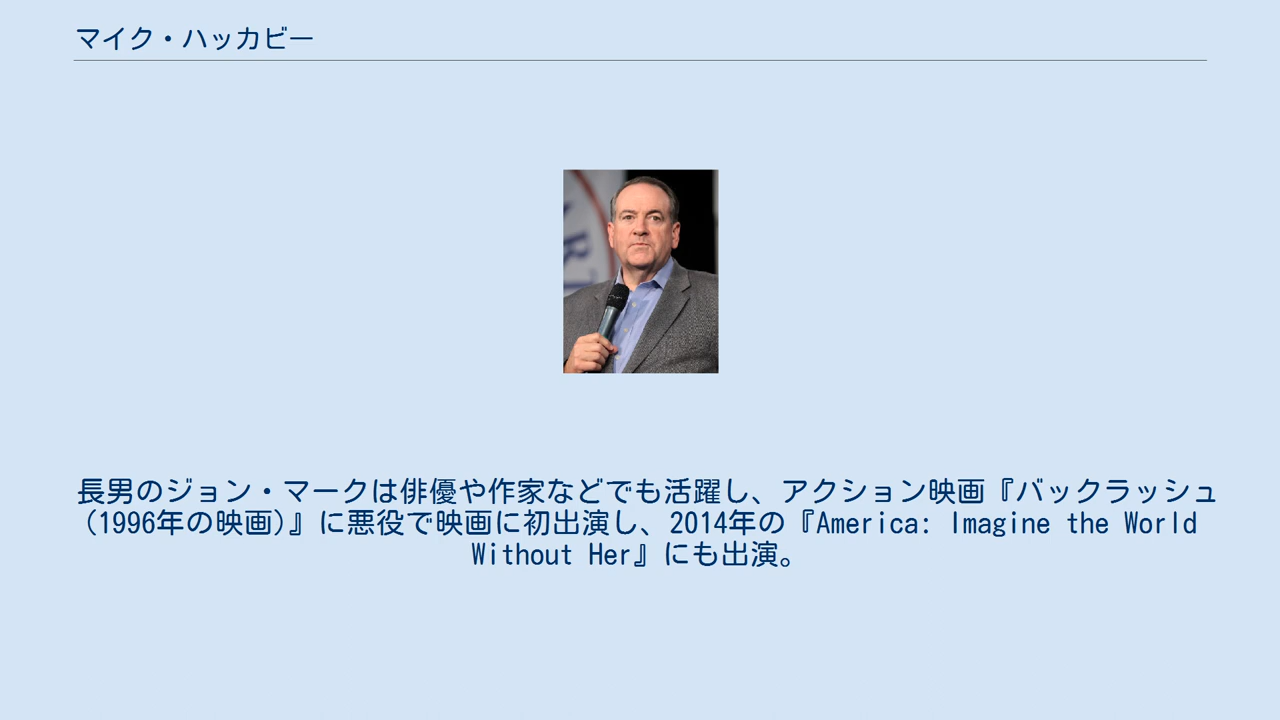 マイク・ハッカビー
長男のジョン・マークは俳優や作家などでも活躍し、アクション映画『バックラッシュ
(1996年の映画)』に悪役で映画に初出演し、2014年の『America: Imagine the World
Without Her』にも出演。